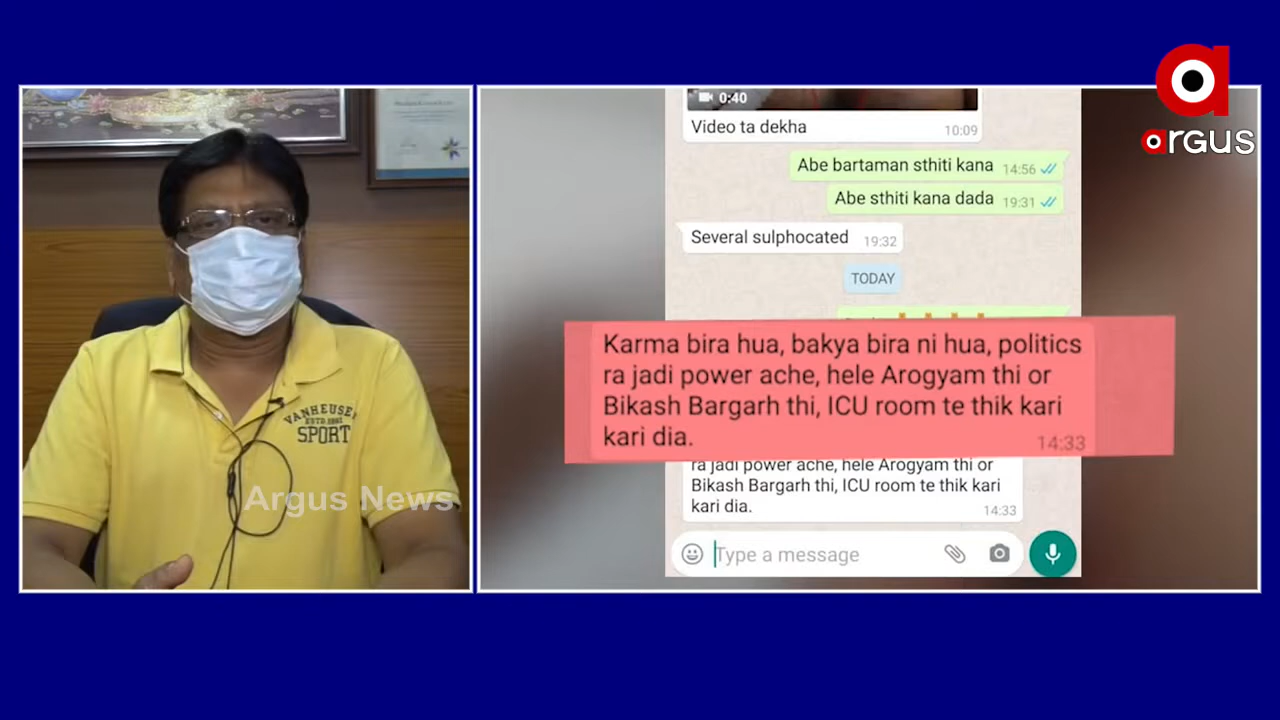 argus
VANHEUSEN
ESTD. 1881
SPORT
Argus News
0:40
Video ta dekha
10:09
Abe bartaman sthiti kana 14:56
Abe sthiti kana dada 19:31
Several sulphocated 19:32
TODAY
Karma bira hua, bakya bira ni hua, politics
ra jadi power ache, hele Arogyam thi or
Bikash Bargarh thi, ICU room te thik kari
kari dia. 14:33
ra jadi power ache, hele Arogyam thi or
Bikash Bargarh thi, ICU room te thik kari
kari dia. 14:33
Type a message